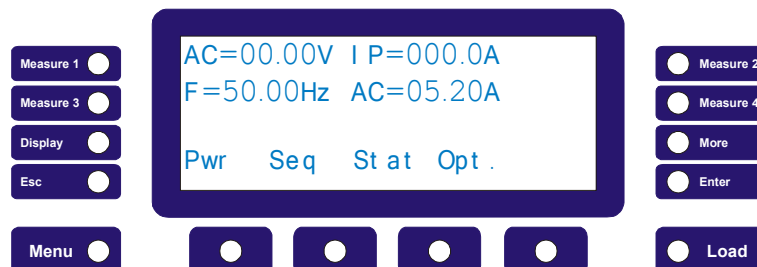 AC=00.00V IP=000.0A
F=50.00Hz AC=05.20A
Pwr Seq Stat Opt.
Measure 1
Measure 3
Display
Esc
Menu
Measure 2
Measure 4
More
Enter
Load